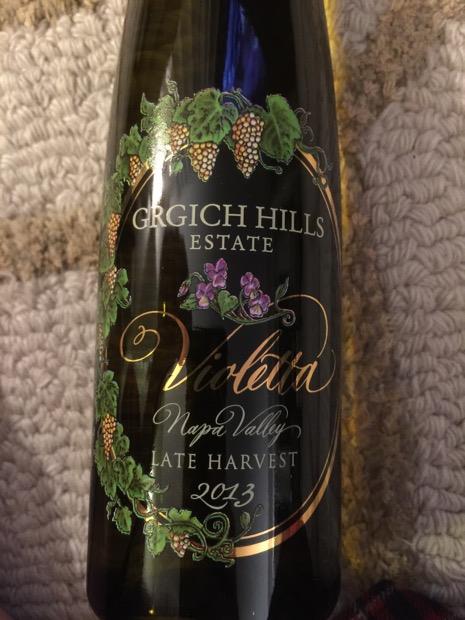 GRGICH HILLS
ESTATE
Violetta
Napa Valley
LATE HARVEST
2013